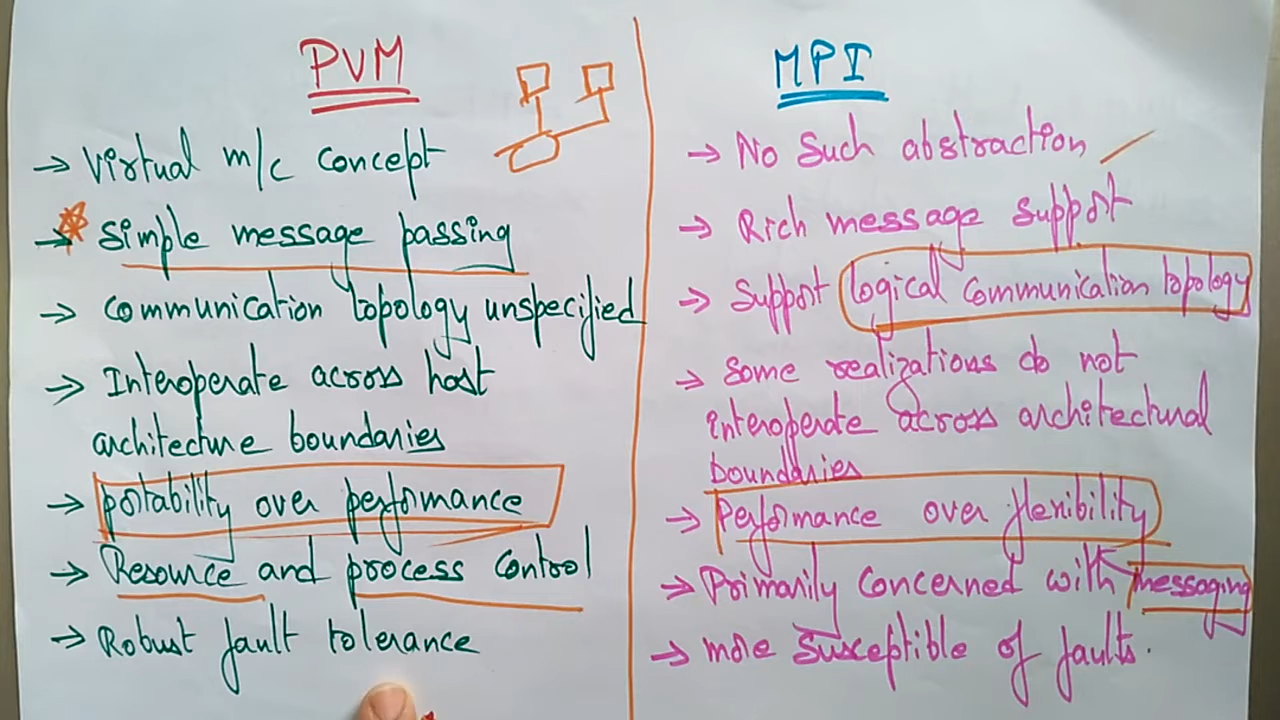 PVM
→ Virtual m/c concept
→ Simple message passing
→ Communication topology unspecified
→ Interoperate across host
architecture boundaries
→ portability over performance
→ Resource and process control
→ Robust fault tolerance
MPI
→ No Such abstraction
→ Rich message support
→ Support logical communication topology
→ Some realizations do not
interoperate across architectural
boundaries
→ Performance over flexibility
→ Primarily concerned with messaging
→ more susceptible of faults.